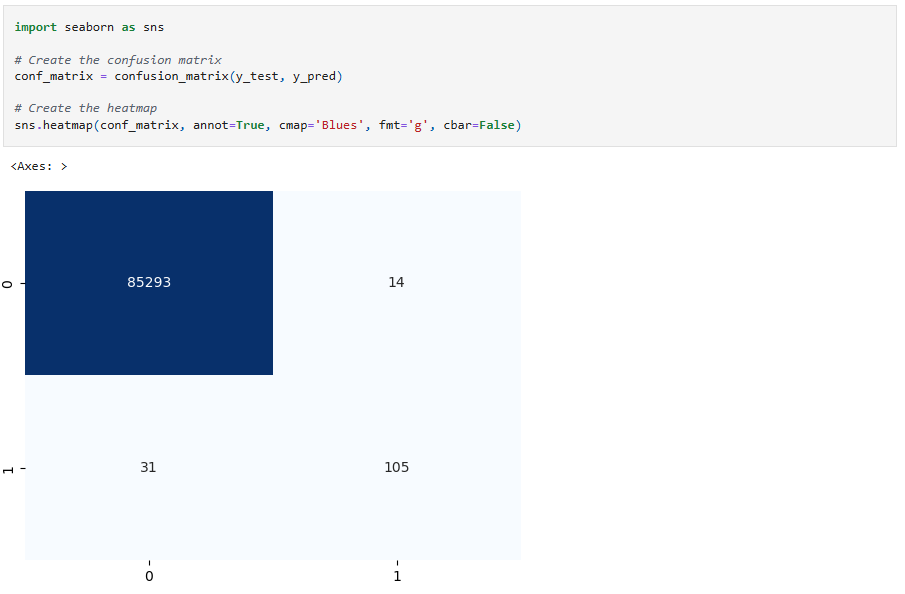 import seaborn as sns
# Create the confusion matrix
conf_matrix = confusion_matrix(y_test, y_pred)
# Create the heatmap
sns.heatmap(conf_matrix, annot=True, cmap='Blues', fmt='g', cbar=False)
<Axes: >
0
85293
14
1
31
105
0
1